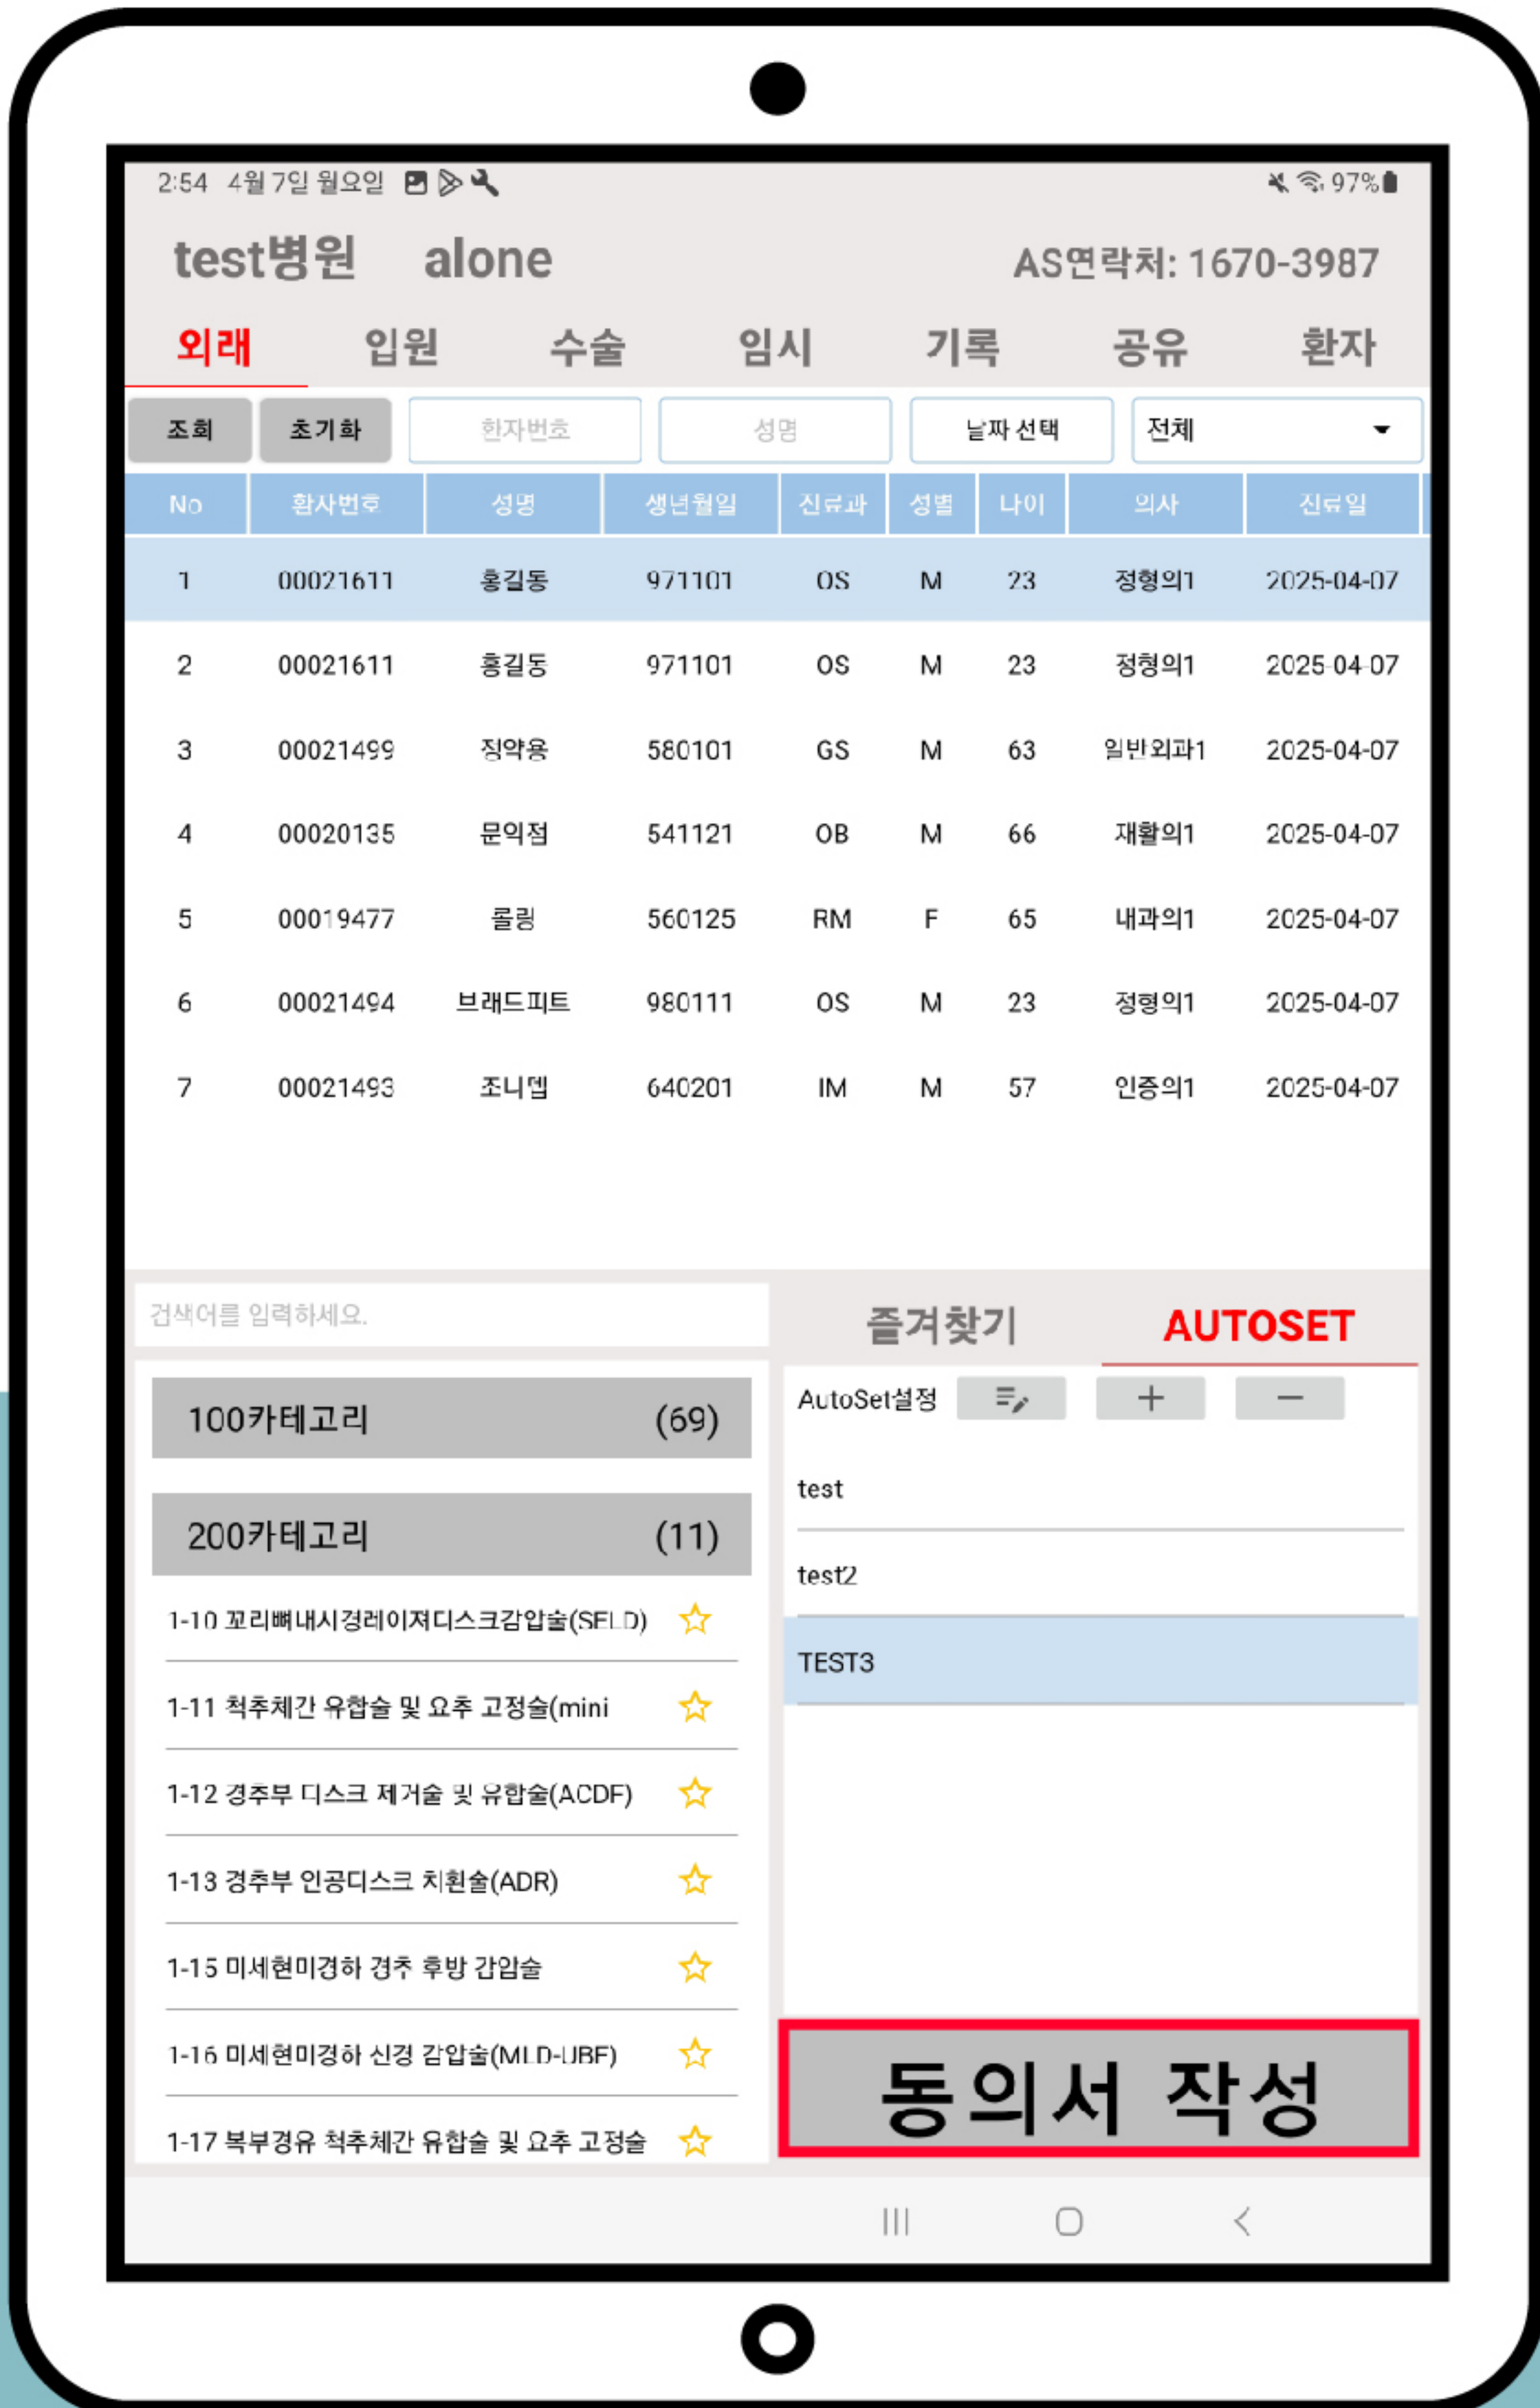 2:54 4월 7일 월요일 97%
test병원 alone AS연락처: 1670-3987
외래 입원 수술 임시 기록 공유 환자
조회 초기화 환자번호 성명 날짜 선택 전체
No 환자번호 성명 생년월일 진료과 성별 나이 의사 진료일
1 00021611 홍길동 971101 OS M 23 정형의1 2025-04-07
2 00021611 홍길동 971101 OS M 23 정형의1 2025-04-07
3 00021499 정약용 580101 GS M 63 일반외과1 2025-04-07
4 00020135 문익점 541121 OB M 66 재활의1 2025-04-07
5 00019477 롤링 560125 RM F 65 내과의1 2025-04-07
6 00021494 브래드피트 980111 OS M 23 정형의1 2025-04-07
7 00021493 조니뎁 640201 IM M 57 인증의1 2025-04-07
검색어를 입력하세요.
100카테고리 (69)
200카테고리 (11)
1-10 꼬리뼈내시경레이져디스크감압술(SELD)
1-11 척추체간 유합술 및 요추 고정술(mini
1-12 경추부 디스크 제거술 및 유합술(ACDF)
1-13 경추부 인공디스크 치환술(ADR)
1-15 미세현미경하 경추 후방 감압술
1-16 미세현미경하 신경 감압술(MLD-UBF)
1-17 복부경유 척추체간 유합술 및 요추 고정술
즐겨찾기 AUTOSET
AutoSet설정
test
test2
TEST3
동의서 작성